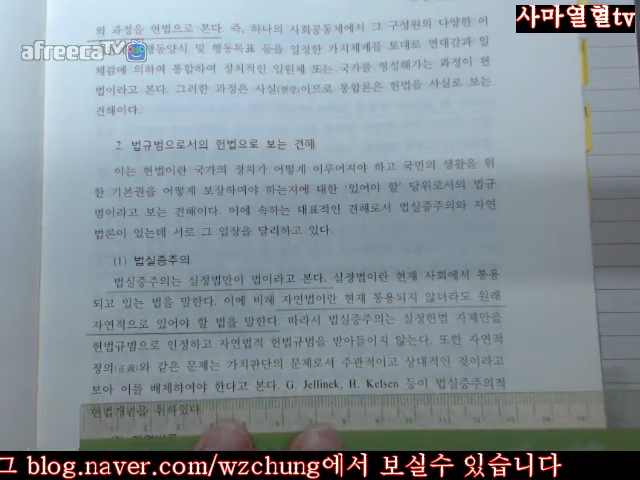 사마열혈tv
afreecaTV
의 과정을 헌법으로 본다. 즉, 하나의 사회공동체에서 그 구성원의 다양한 이
행동양식 및 행동목표 등을 일정한 가치체계를 토대로 연대감과 일
체감에 의하여 통합하여 정치적인 일원체 또는 국가를 형성해가는 과정이 헌
법이라고 본다. 그러한 과정은 사실(현상)이므로 통합론은 헌법을 사실로 보는
견해이다.
2. 법규범으로서의 헌법으로 보는 견해
이는 헌법이란 국가의 정치가 어떻게 이루어져야 하고 국민의 생활을 위
한 기본권을 어떻게 보장하여야 하는지에 대한 '있어야 할' 당위로서의 법규
범이라고 보는 견해이다. 이에 속하는 대표적인 견해로서 법실증주의와 자연
법론이 있는데 서로 그 입장을 달리하고 있다.
(1) 법실증주의
법실증주의는 실정법만이 법이라고 본다. 실정법이란 현재 사회에서 통용
되고 있는 법을 말한다. 이에 비해 자연법이란 현재 통용되지 않더라도 원래
자연적으로 있어야 할 법을 말한다. 따라서 법실증주의는 실정헌법 자체만을
헌법규범으로 인정하고 자연법적 헌법규범을 받아들이지 않는다. 또한 자연적
정의(正義)와 같은 문제는 가치판단의 문제로서 주관적이고 상대적인 것이라고
보아 이를 배제하여야 한다고 본다. G. Jellinek, H. Kelsen 등이 법실증주의적
헌법개념을 취하였다.
그 blog.naver.com/wzchung에서 보실수 있습니다